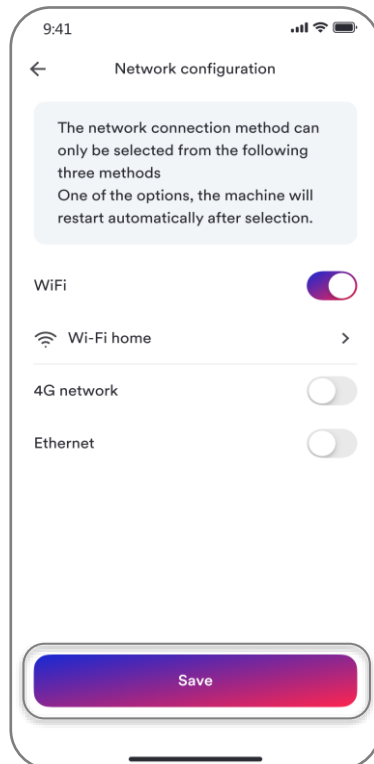 9:41
Network configuration
The network connection method can
only be selected from the following
three methods
One of the options, the machine will
restart automatically after selection.
WiFi
Wi-Fi home
4G network
Ethernet
Save